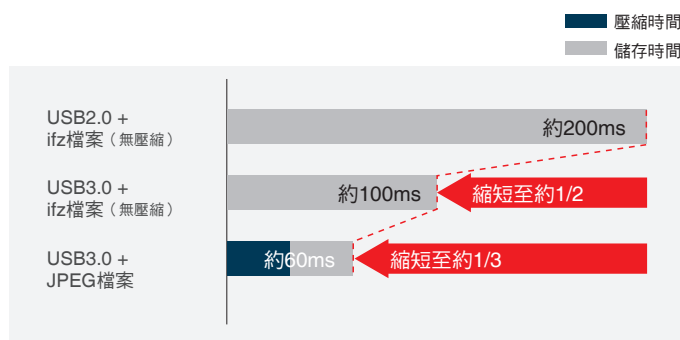 壓縮時間
儲存時間
USB2.0 +
ifz檔案（無壓縮）
約200ms
USB3.0 +
ifz檔案（無壓縮）
約100ms
縮短至約1/2
USB3.0 +
JPEG檔案
約60ms
縮短至約1/3